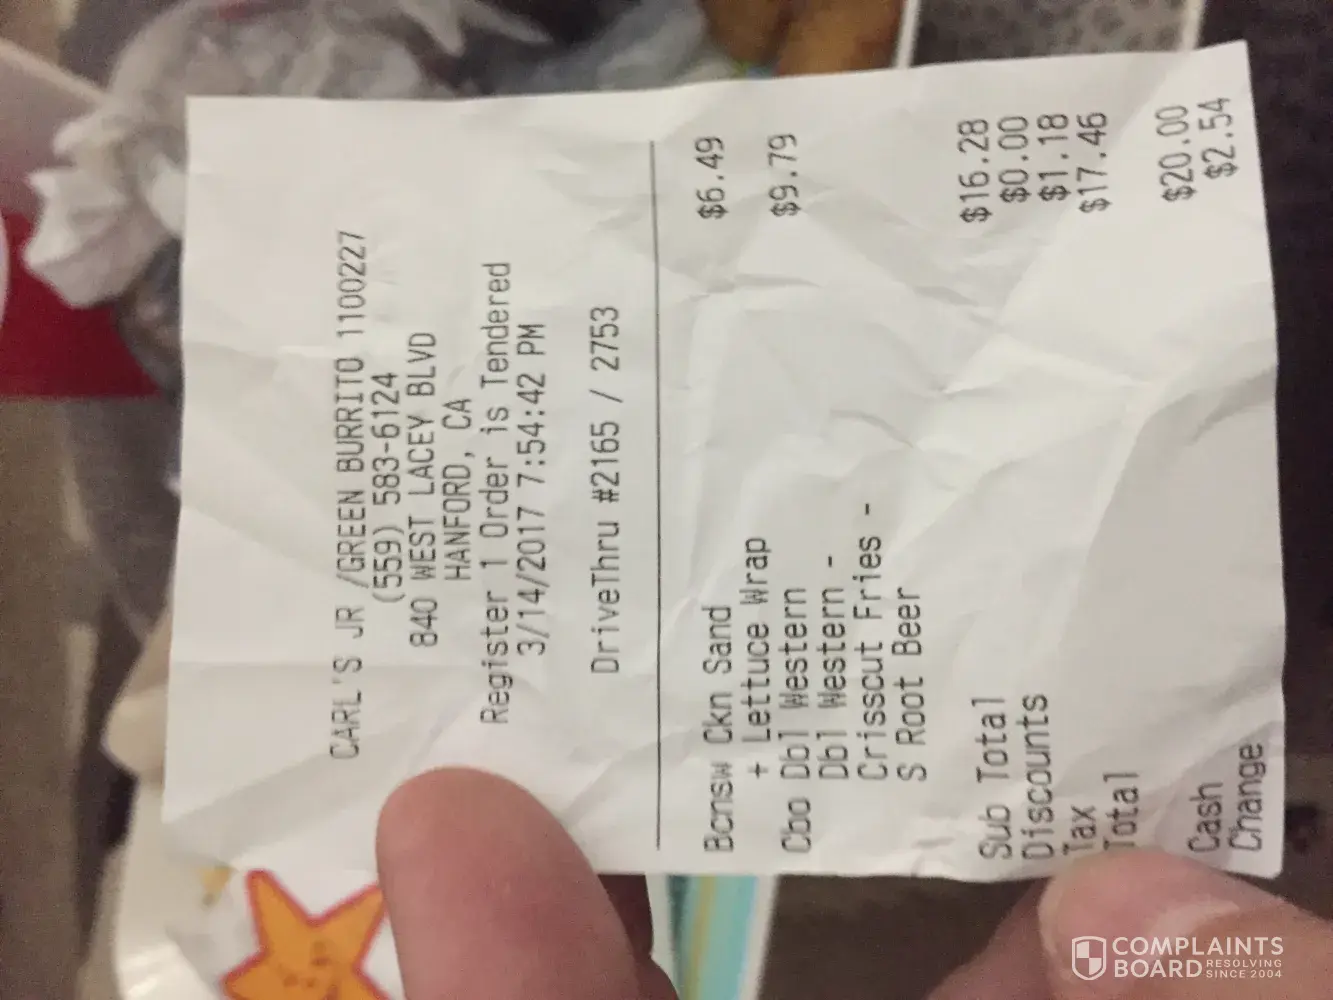 CARL'S JR /GREEN BURRITO 1100227
(559) 583-6124
840 WEST LACEY BLVD
HANFORD, CA
Register 1 Order is Tendered
3/14/2017 7:54:42 PM
DriveThru #2165 / 2753
Bcnsw Ckn Sand $6.49
+ Lettuce Wrap
Cbo Dbl Western $9.79
Dbl Western -
Crisscut Fries -
S Root Beer
Sub Total $16.28
Discounts $0.00
Tax $1.18
Total $17.46
Cash $20.00
Change $2.54
COMPLAINTS
BOARD RESOLVING
SINCE 2004